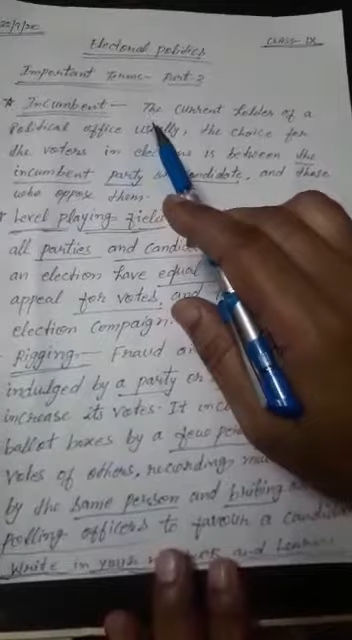 Electoral politics
CLASS-IX
Important terms- Part-2
* Incumbent - The current holder of a
Political office usually, the choice for
the voters in is between the
incumbent party candidate, and those
who oppose them.
Level playing-field
all parties and
an election have equal
appeal for votes, and
election campaign.
Rigging - Fraud
indulged by a party or
increase its votes. It
ballot boxes by a few
Votes of others, recording
by the same person and bribing
Polling officers to favour a
Write in your and